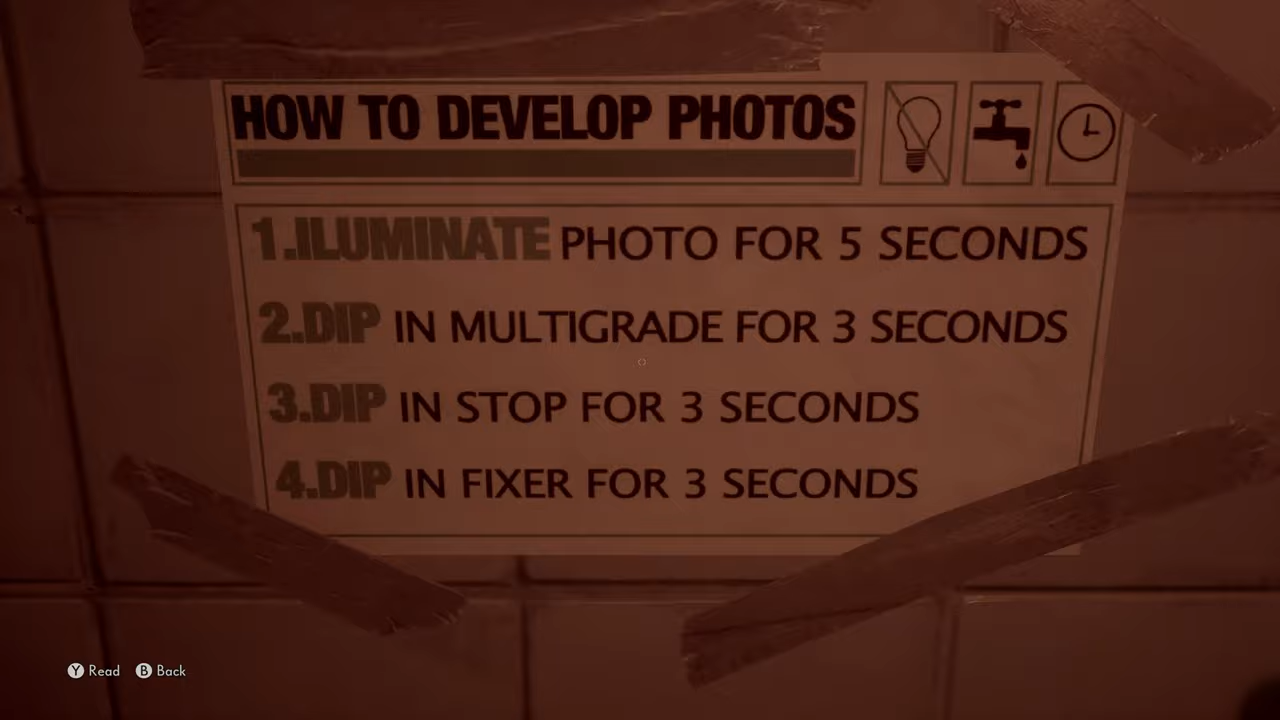 HOW TO DEVELOP PHOTOS
1.ILUMINATE PHOTO FOR 5 SECONDS
2.DIP IN MULTIGRADE FOR 3 SECONDS
3.DIP IN STOP FOR 3 SECONDS
4.DIP IN FIXER FOR 3 SECONDS
Y Read B Back